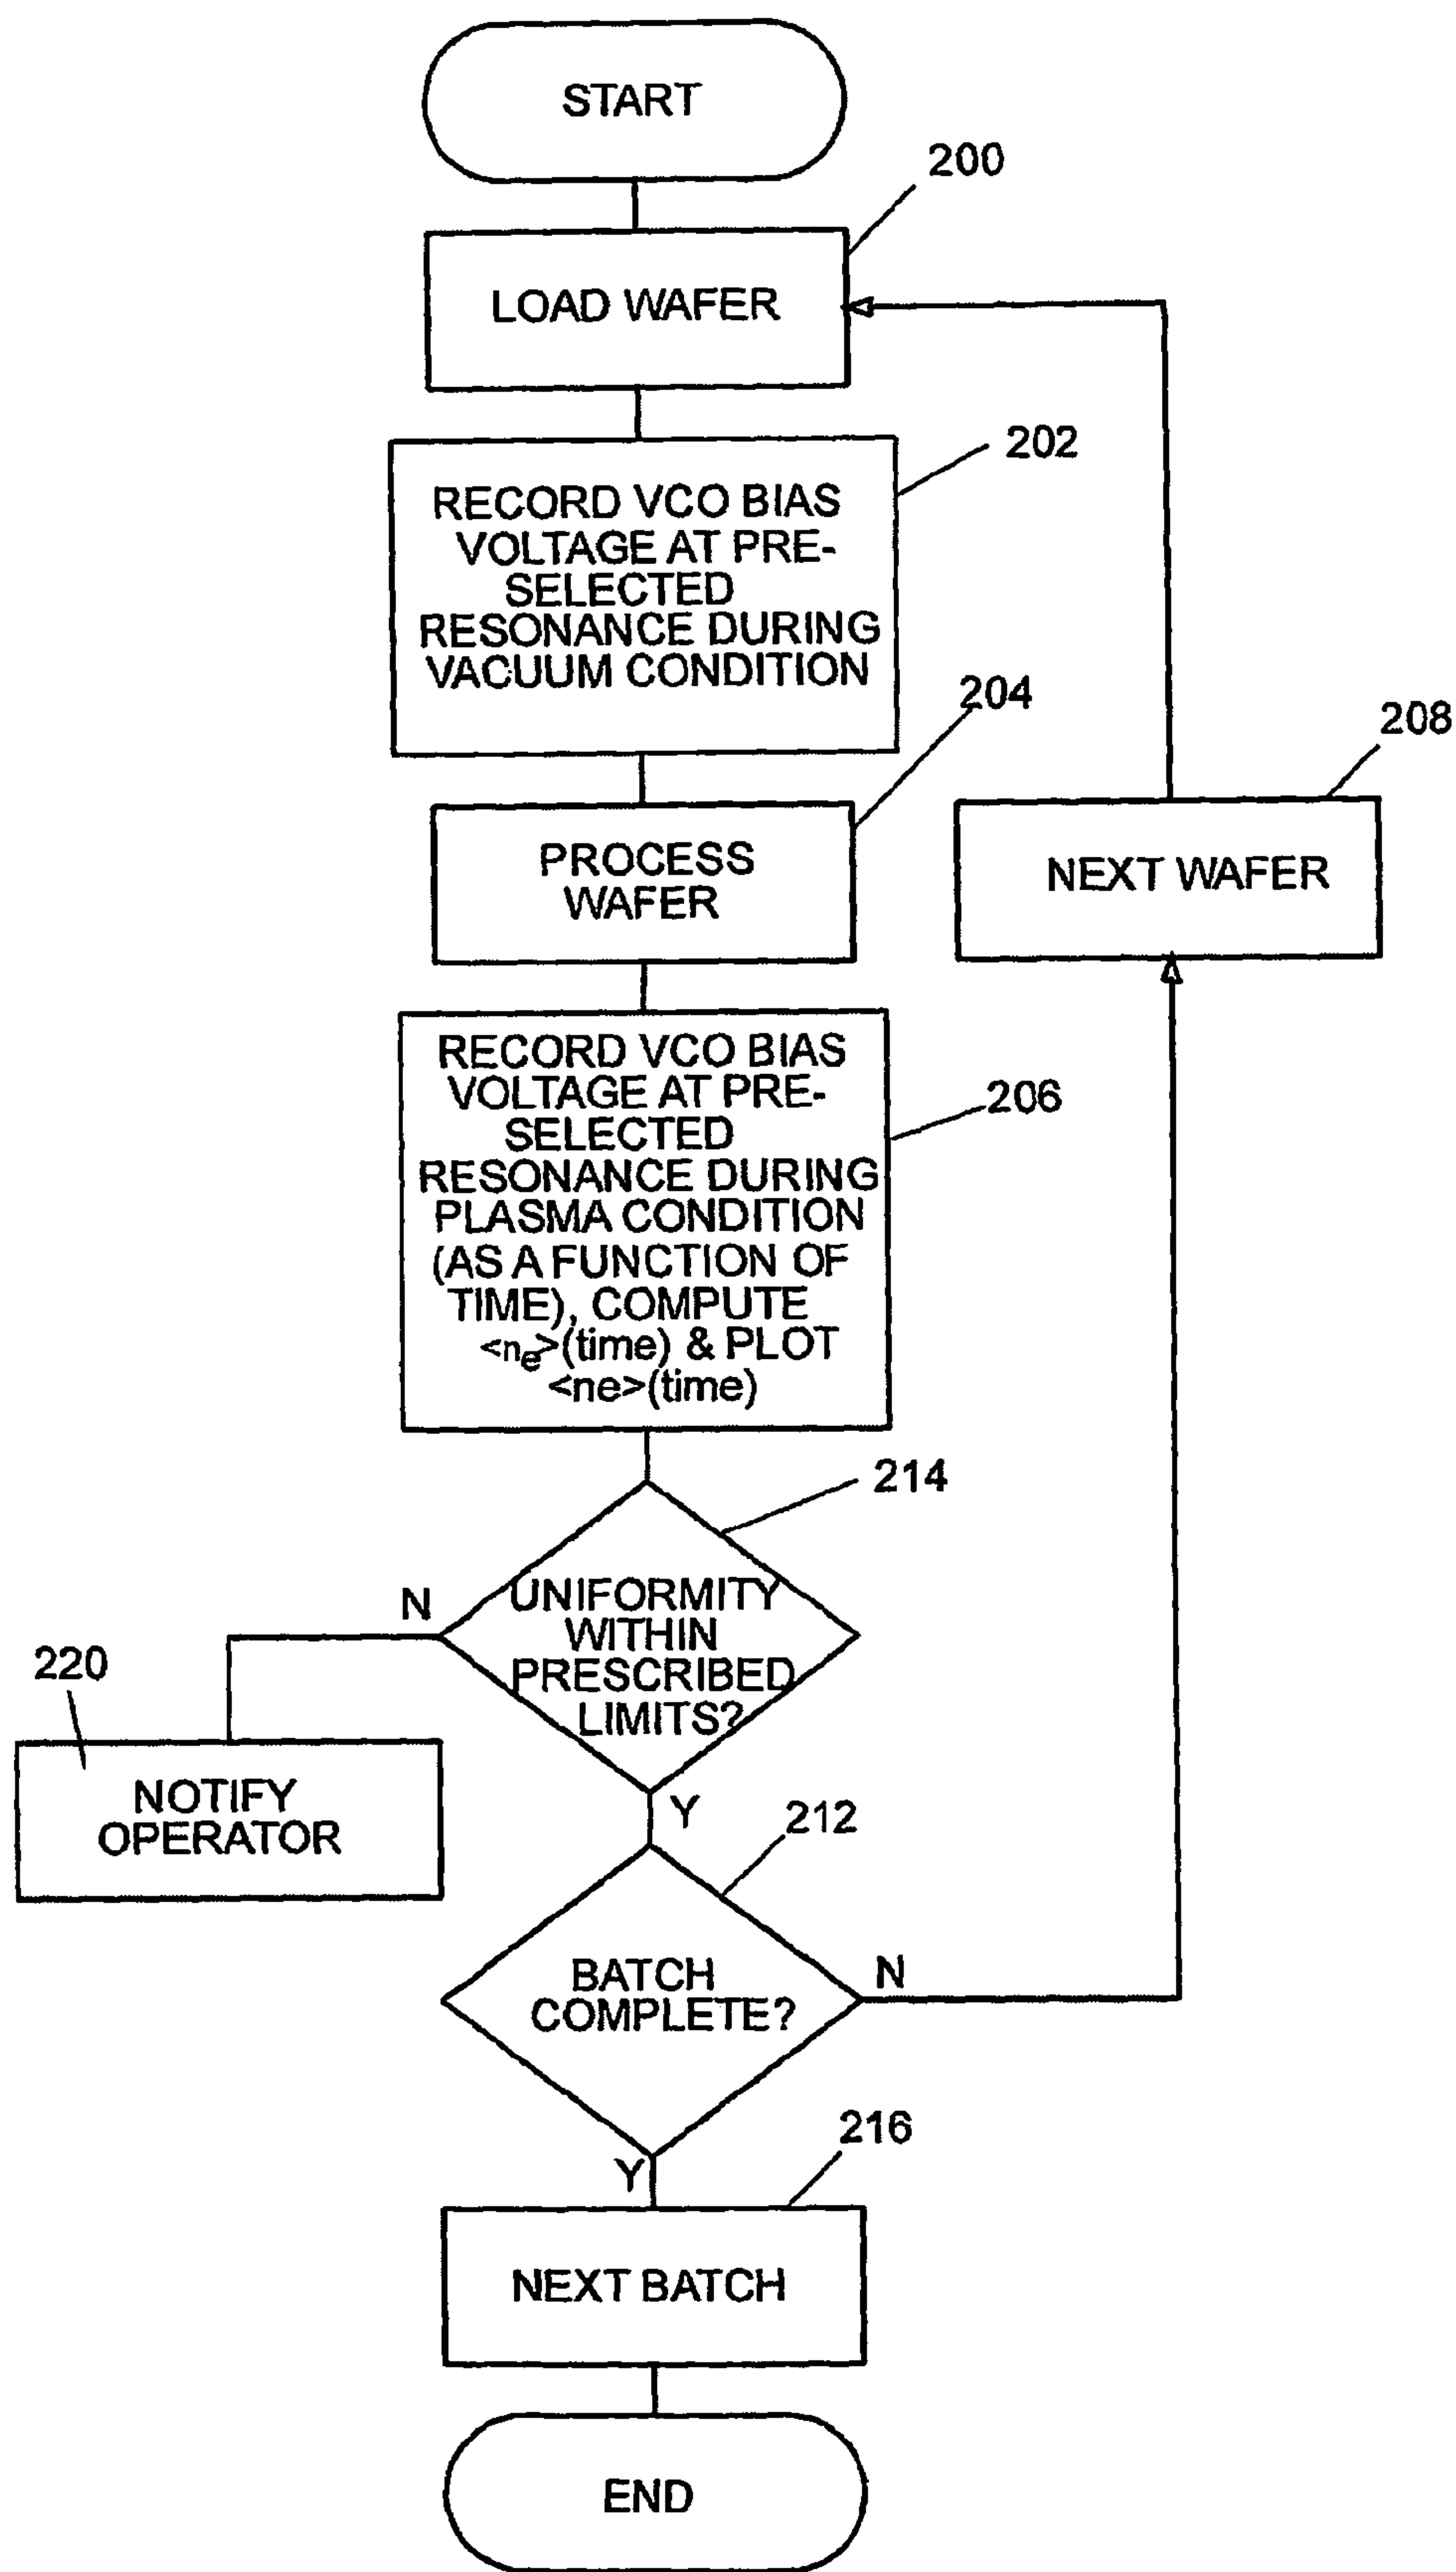 START
200
LOAD WAFER
202
RECORD VCO BIAS
VOLTAGE AT PRE-
SELECTED
RESONANCE DURING
VACUUM CONDITION
204
PROCESS
WAFER
208
NEXT WAFER
RECORD VCO BIAS
VOLTAGE AT PRE-
SELECTED
RESONANCE DURING
PLASMA CONDITION
(AS A FUNCTION OF
TIME), COMPUTE
<ne>(time) & PLOT
<ne>(time)
206
214
N
UNIFORMITY
WITHIN
PRESCRIBED
LIMITS?
220
NOTIFY
OPERATOR
Y
212
BATCH
COMPLETE?
N
Y
216
NEXT BATCH
END